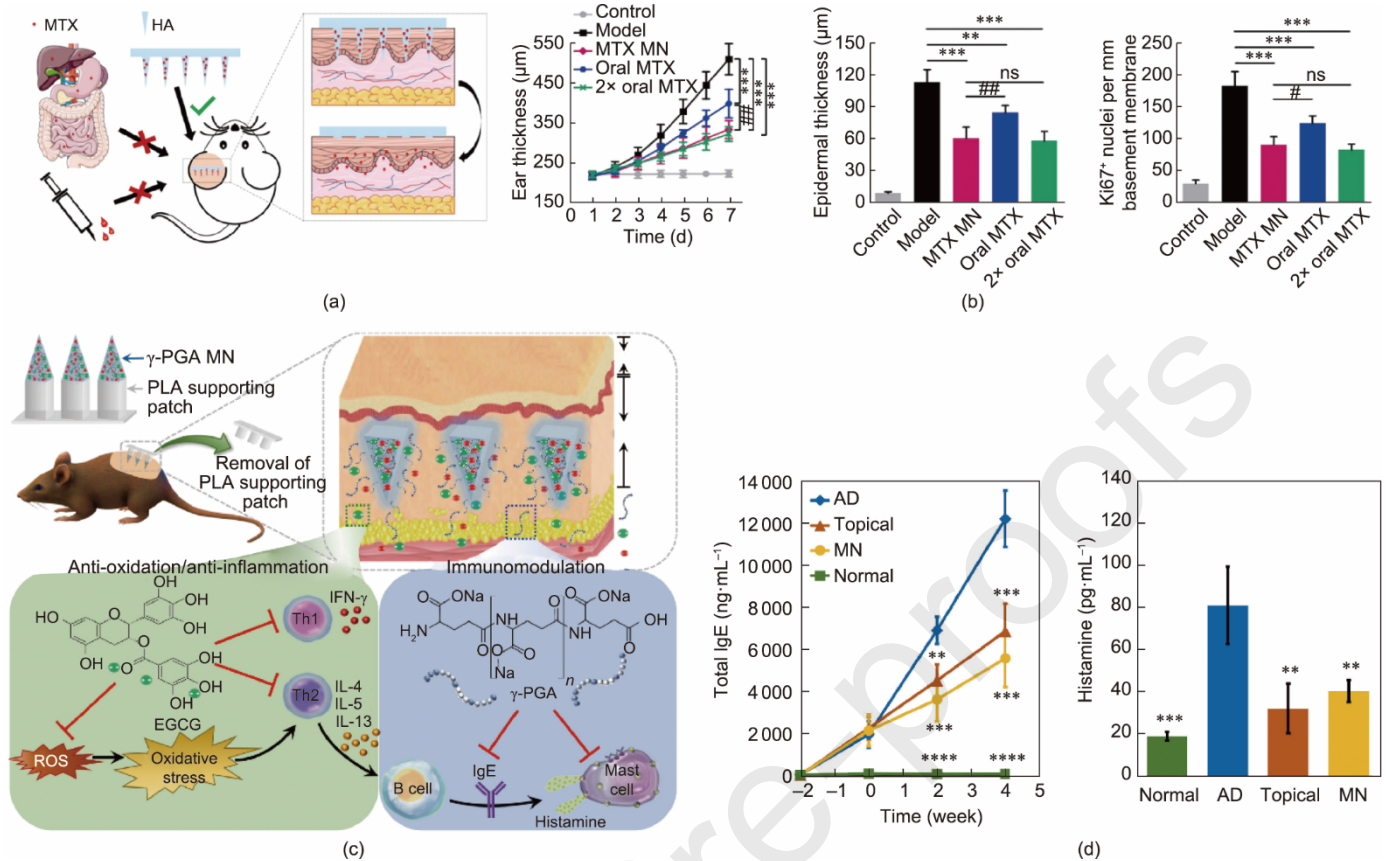 MTX
HA
(a)
Control
Model
MTX MN
Oral MTX
2× oral MTX
Ear thickness (μm)
550
450
350
250
150
0 1 2 3 4 5 6 7
Time (d)
***
***
***
##
Epidermal thickness (μm)
150
120
90
60
30
0
***
**
***
ns
##
Control
Model
MTX MN
Oral MTX
2× oral MTX
Ki67⁺ nuclei per mm
basement membrane
250
200
150
100
50
0
***
***
***
ns
#
Control
Model
MTX MN
Oral MTX
2× oral MTX
(b)
γ-PGA MN
PLA supporting
patch
Removal of
PLA supporting
patch
Anti-oxidation/anti-inflammation
OH
OH
HO
O
OH
OH
O
O
OH
OH
OH
EGCG
ROS
Oxidative
stress
Th1
IFN-γ
Th2
IL-4
IL-5
IL-13
Immunomodulation
O
ONa
O
ONa
H₂N
NH
O
NH
OH
O
O
O
Na
n
γ-PGA
B cell
IgE
Mast
cell
Histamine
(c)
Total IgE (ng·mL⁻¹)
14 000
12 000
10 000
8 000
6 000
4 000
2 000
0
AD
Topical
MN
Normal
**
***
***
***
****
****
−2 −1 0 1 2 3 4 5
Time (week)
Histamine (pg·mL⁻¹)
140
120
100
80
60
40
20
0
***
**
**
Normal
AD
Topical
MN
(d)
re-proofs